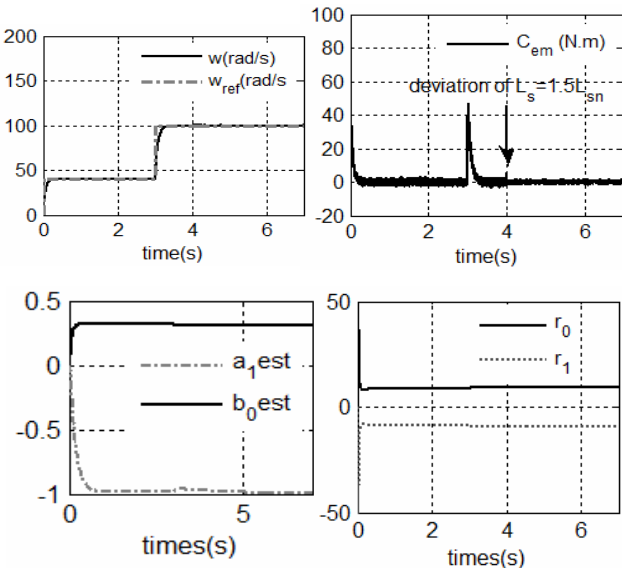 200
150
100
50
0
w(rad/s)
w_ref(rad/s
0 2 4 6
time(s)
100
80
60
40
20
0
-20
C_em (N.m)
deviation of L_s=1.5L_sn
0 2 4 6
time(s)
0.5
0
-0.5
-1
a_1est
b_0est
0 5
times(s)
50
0
-50
r_0
r_1
0 2 4 6
times(s)